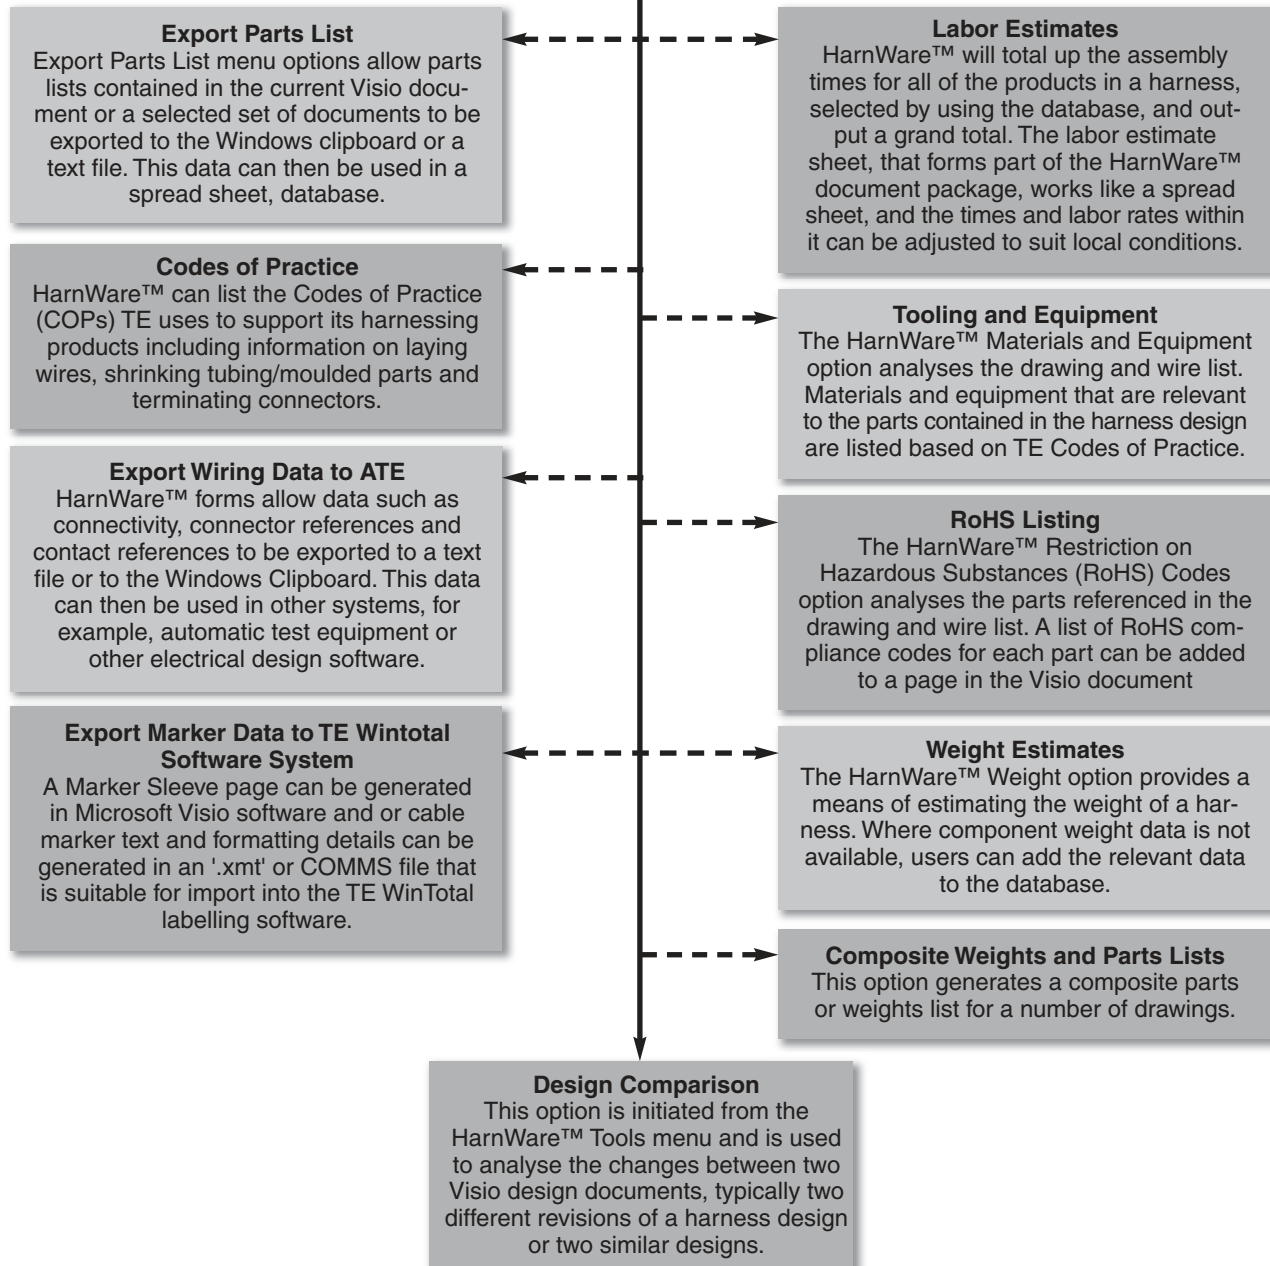 Export Parts List
Export Parts List menu options allow parts
lists contained in the current Visio docu-
ment or a selected set of documents to be
exported to the Windows clipboard or a
text file. This data can then be used in a
spread sheet, database.
Labor Estimates
HarnWare™ will total up the assembly
times for all of the products in a harness,
selected by using the database, and out-
put a grand total. The labor estimate
sheet, that forms part of the HarnWare™
document package, works like a spread
sheet, and the times and labor rates within
it can be adjusted to suit local conditions.
Codes of Practice
HarnWare™ can list the Codes of Practice
(COPs) TE uses to support its harnessing
products including information on laying
wires, shrinking tubing/moulded parts and
terminating connectors.
Tooling and Equipment
The HarnWare™ Materials and Equipment
option analyses the drawing and wire list.
Materials and equipment that are relevant
to the parts contained in the harness design
are listed based on TE Codes of Practice.
Export Wiring Data to ATE
HarnWare™ forms allow data such as
connectivity, connector references and
contact references to be exported to a text
file or to the Windows Clipboard. This data
can then be used in other systems, for
example, automatic test equipment or
other electrical design software.
RoHS Listing
The HarnWare™ Restriction on
Hazardous Substances (RoHS) Codes
option analyses the parts referenced in the
drawing and wire list. A list of RoHS com-
pliance codes for each part can be added
to a page in the Visio document
Export Marker Data to TE Wintotal
Software System
A Marker Sleeve page can be generated
in Microsoft Visio software and or cable
marker text and formatting details can be
generated in an '.xmt' or COMMS file that
is suitable for import into the TE WinTotal
labelling software.
Weight Estimates
The HarnWare™ Weight option provides a
means of estimating the weight of a har-
ness. Where component weight data is not
available, users can add the relevant data
to the database.
Composite Weights and Parts Lists
This option generates a composite parts
or weights list for a number of drawings.
Design Comparison
This option is initiated from the
HarnWare™ Tools menu and is used
to analyse the changes between two
Visio design documents, typically two
different revisions of a harness design
or two similar designs.